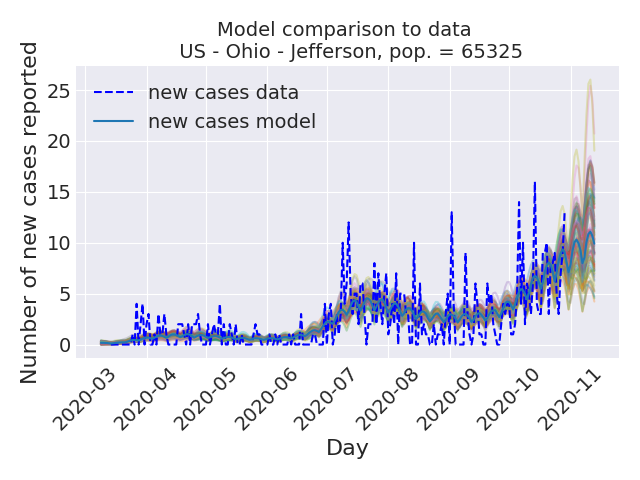 Model comparison to data
US - Ohio - Jefferson, pop. = 65325
Number of new cases reported
25
20
15
10
5
0
new cases data
new cases model
2020-03
2020-04
2020-05
2020-06
2020-07
2020-08
2020-09
2020-10
2020-11
Day